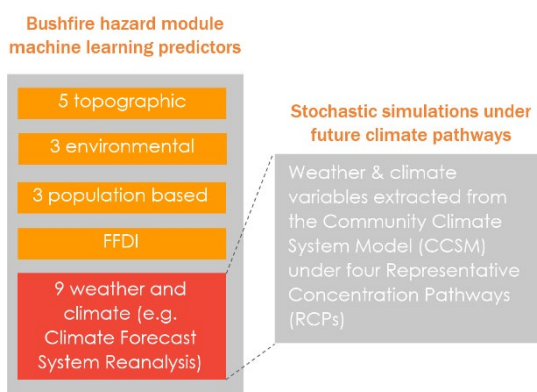 Bushfire hazard module
machine learning predictors
5 topographic
3 environmental
3 population based
FFDI
9 weather and
climate (e.g.
Climate Forecast
System Reanalysis)
Stochastic simulations under
future climate pathways
Weather & climate
variables extracted from
the Community Climate
System Model (CCSM)
under four Representative
Concentration Pathways
(RCPs)